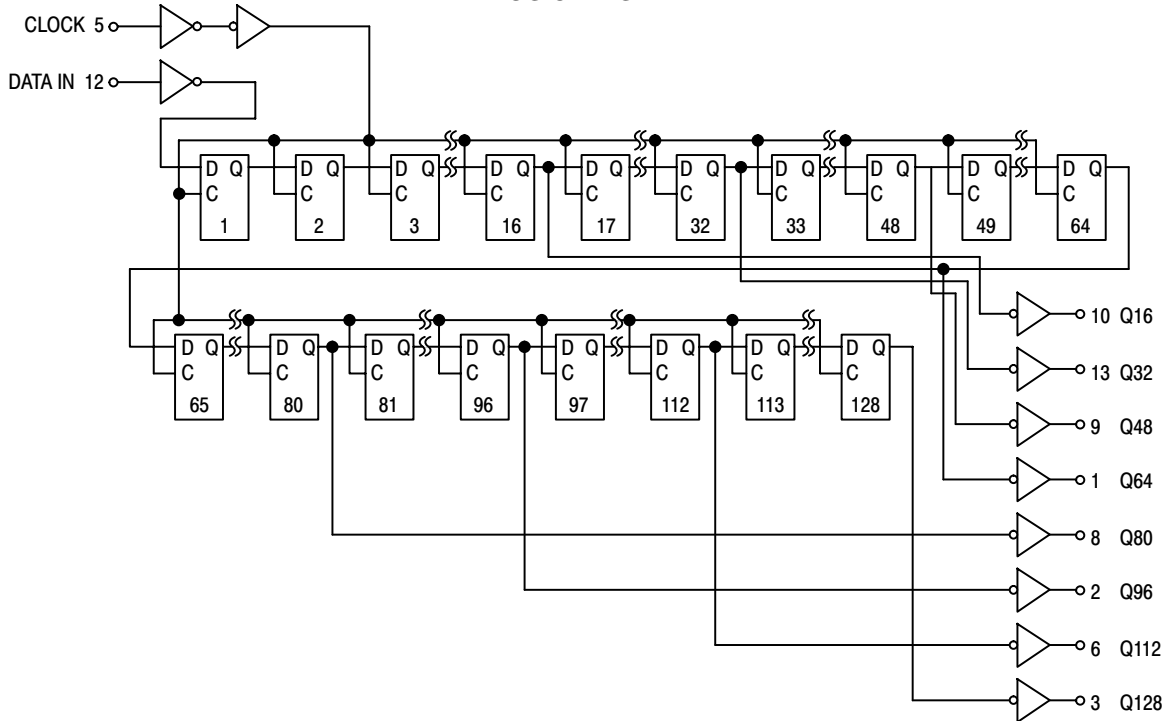 CLOCK 5
DATA IN 12
D Q C 1
D Q C 2
D Q C 3
D Q C 16
D Q C 17
D Q C 32
D Q C 33
D Q C 48
D Q C 49
D Q C 64
10 Q16
13 Q32
D Q C 65
D Q C 80
D Q C 81
D Q C 96
D Q C 97
D Q C 112
D Q C 113
D Q C 128
9 Q48
1 Q64
8 Q80
2 Q96
6 Q112
3 Q128